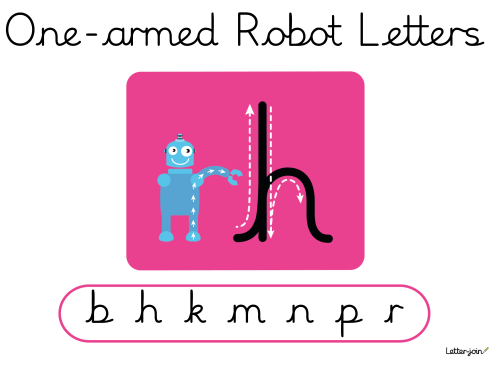 One-armed Robot Letters
h
b h k m n p r
Letter-join